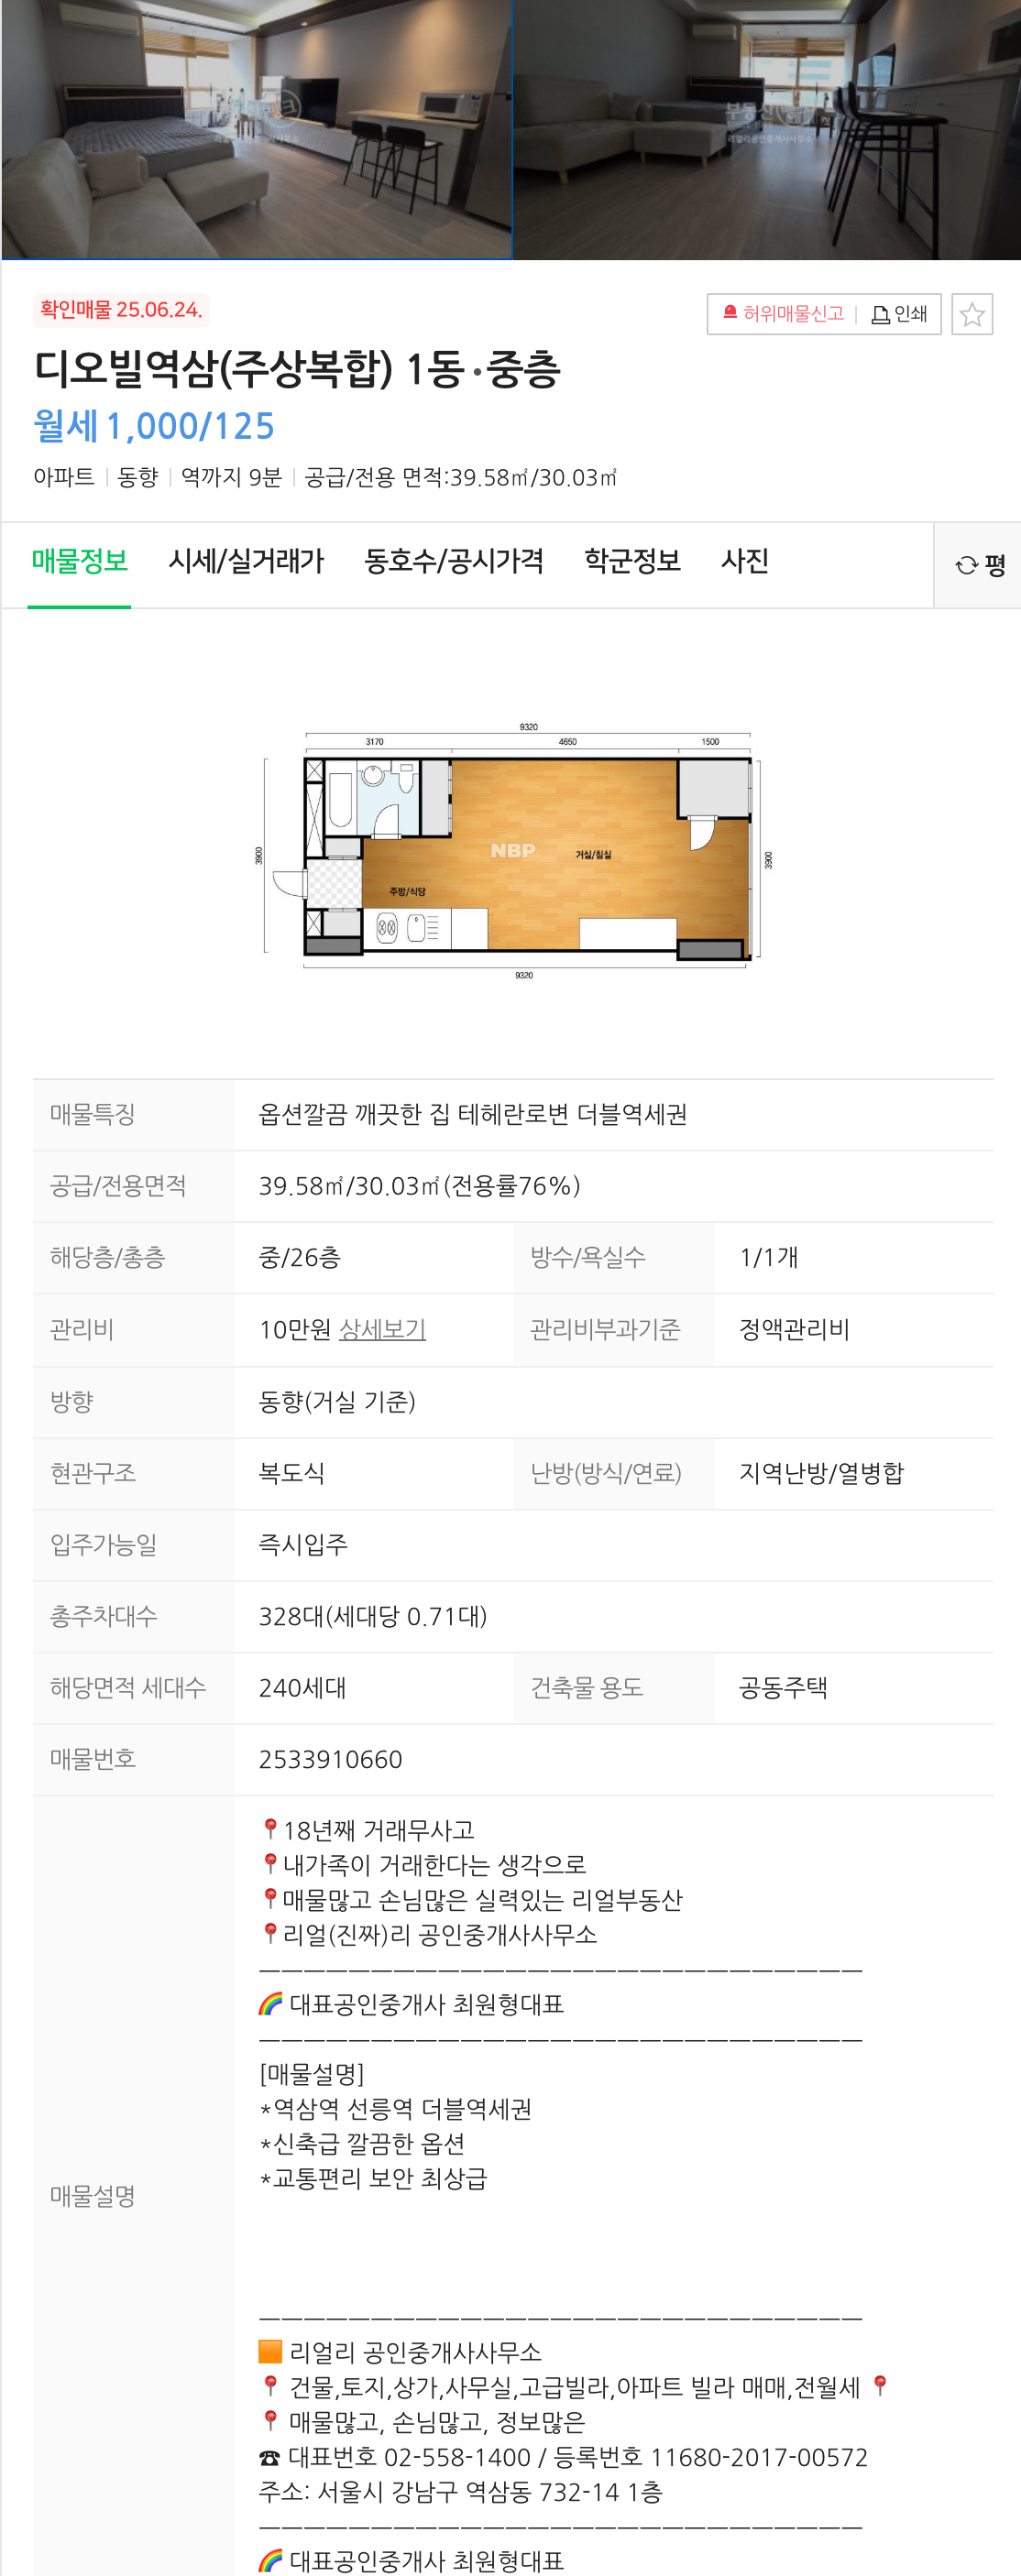 부동산뱅크
리얼리공인중개사사무소
확인매물 25.06.24.
허위매물신고
인쇄
디오빌역삼(주상복합) 1동·중층
월세 1,000/125
아파트 동향 역까지 9분 공급/전용 면적:39.58㎡/30.03㎡
매물정보 시세/실거래가 동호수/공시가격 학군정보 사진 평
9320
3170 4650 1500
3900
3900
NBP
거실/침실
주방/식당
9320
매물특징 옵션깔끔 깨끗한 집 테헤란로변 더블역세권
공급/전용면적 39.58㎡/30.03㎡(전용률76%)
해당층/총층 중/26층 방수/욕실수 1/1개
관리비 10만원 상세보기 관리비부과기준 정액관리비
방향 동향(거실 기준)
현관구조 복도식 난방(방식/연료) 지역난방/열병합
입주가능일 즉시입주
총주차대수 328대(세대당 0.71대)
해당면적 세대수 240세대 건축물 용도 공동주택
매물번호 2533910660
매물설명
📍18년째 거래무사고
📍내가족이 거래한다는 생각으로
📍매물많고 손님많은 실력있는 리얼부동산
📍리얼(진짜)리 공인중개사사무소
ㅡㅡㅡㅡㅡㅡㅡㅡㅡㅡㅡㅡㅡㅡㅡㅡㅡㅡㅡㅡㅡㅡㅡㅡㅡㅡㅡ
🌈 대표공인중개사 최원형대표
ㅡㅡㅡㅡㅡㅡㅡㅡㅡㅡㅡㅡㅡㅡㅡㅡㅡㅡㅡㅡㅡㅡㅡㅡㅡㅡㅡ
[매물설명]
*역삼역 선릉역 더블역세권
*신축급 깔끔한 옵션
*교통편리 보안 최상급
ㅡㅡㅡㅡㅡㅡㅡㅡㅡㅡㅡㅡㅡㅡㅡㅡㅡㅡㅡㅡㅡㅡㅡㅡㅡㅡㅡ
🟧 리얼리 공인중개사사무소
📍 건물,토지,상가,사무실,고급빌라,아파트 빌라 매매,전월세 📍
📍 매물많고, 손님많고, 정보많은
☎ 대표번호 02-558-1400 / 등록번호 11680-2017-00572
주소: 서울시 강남구 역삼동 732-14 1층
ㅡㅡㅡㅡㅡㅡㅡㅡㅡㅡㅡㅡㅡㅡㅡㅡㅡㅡㅡㅡㅡㅡㅡㅡㅡㅡㅡ
🌈 대표공인중개사 최원형대표